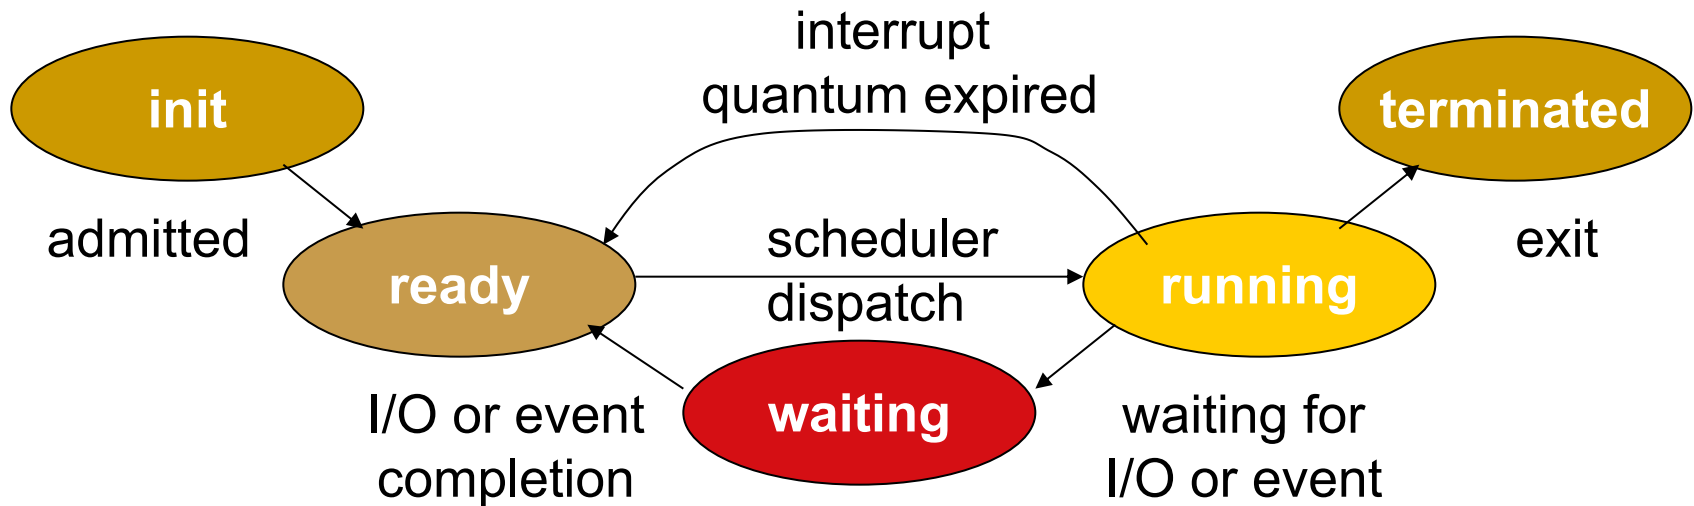 interrupt
quantum expired
init
terminated
admitted
scheduler
exit
ready
running
dispatch
I/O or event
completion
waiting
waiting for
I/O or event